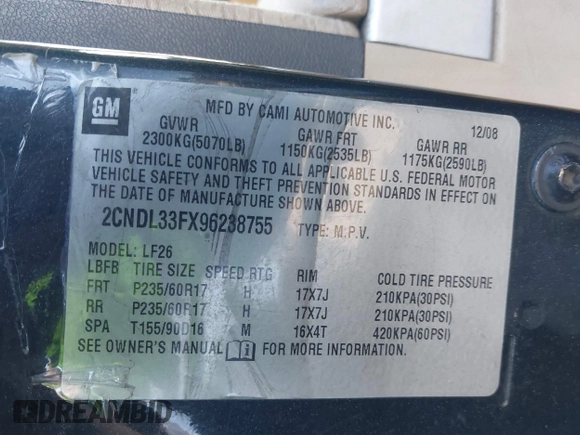 GM
MFD BY CAMI AUTOMOTIVE INC.
12/08
GVWR GAWR FRT GAWR RR
2300KG(5070LB) 1150KG(2535LB) 1175KG(2590LB)
THIS VEHICLE CONFORMS TO ALL APPLICABLE U.S. FEDERAL MOTOR
VEHICLE SAFETY AND THEFT PREVENTION STANDARDS IN EFFECT ON
THE DATE OF MANUFACTURE SHOWN ABOVE.
2CNDL33FX96238755 TYPE: M.P.V.
MODEL: LF26
LBFB TIRE SIZE SPEED RTG RIM COLD TIRE PRESSURE
FRT P235/60R17 H 17X7J 210KPA(30PSI)
RR P235/60R17 H 17X7J 210KPA(30PSI)
SPA T155/90D16 M 16X4T 420KPA(60PSI)
SEE OWNER'S MANUAL FOR MORE INFORMATION.
DREAMBID